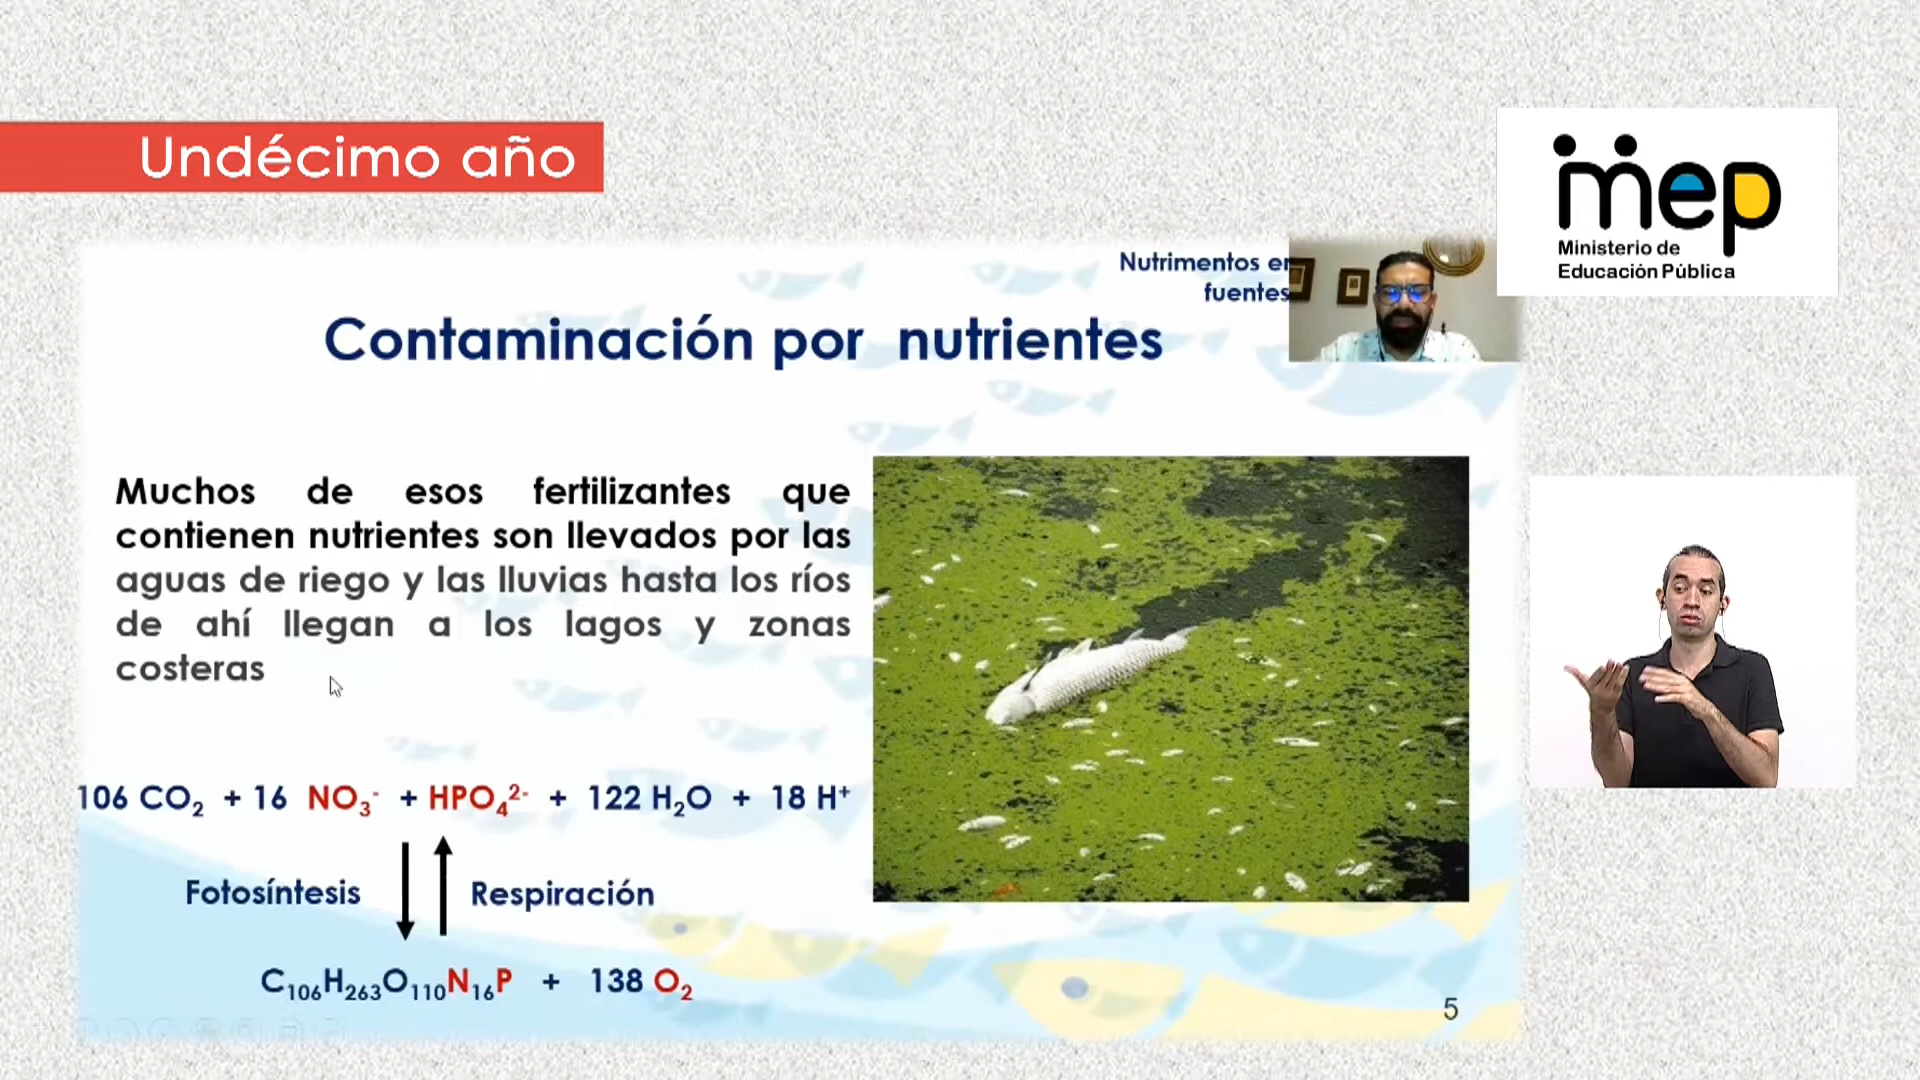 Undécimo año
mep
Ministerio de
Educación Pública
Nutrimentos en
fuentes
Contaminación por nutrientes
Muchos de esos fertilizantes que
contienen nutrientes son llevados por las
aguas de riego y las lluvias hasta los ríos
de ahí llegan a los lagos y zonas
costeras
106 CO₂ + 16 NO₃⁻ + HPO₄²⁻ + 122 H₂O + 18 H⁺
Fotosíntesis Respiración
C₁₀₆H₂₆₃O₁₁₀N₁₆P + 138 O₂
5